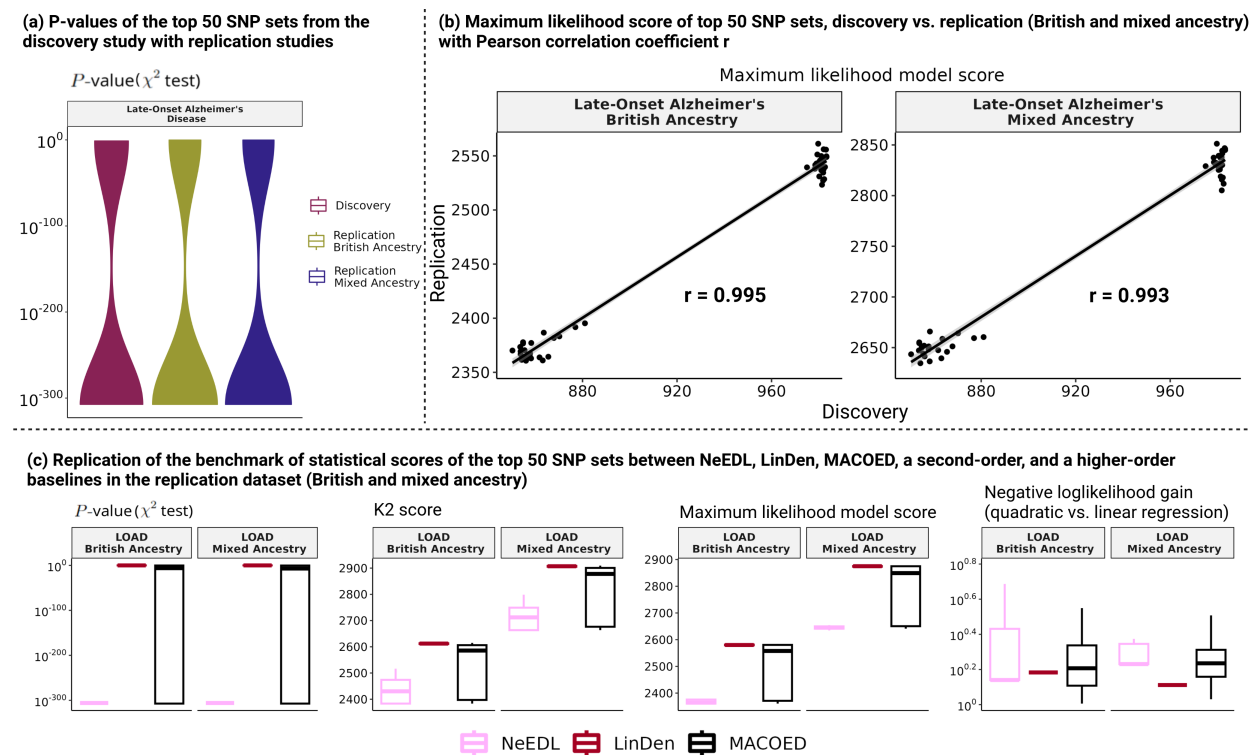 (a) P-values of the top 50 SNP sets from the
discovery study with replication studies
P-value(χ² test)
Late-Onset Alzheimer's
Disease
10⁰
10⁻¹⁰⁰
10⁻²⁰⁰
10⁻³⁰⁰
Discovery
Replication
British Ancestry
Replication
Mixed Ancestry
(b) Maximum likelihood score of top 50 SNP sets, discovery vs. replication (British and mixed ancestry)
with Pearson correlation coefficient r
Maximum likelihood model score
Late-Onset Alzheimer's
British Ancestry
Replication
2550
2500
2450
2400
2350
r = 0.995
880 920 960
Late-Onset Alzheimer's
Mixed Ancestry
2850
2800
2750
2700
2650
r = 0.993
880 920 960
Discovery
(c) Replication of the benchmark of statistical scores of the top 50 SNP sets between NeEDL, LinDen, MACOED, a second-order, and a higher-order
baselines in the replication dataset (British and mixed ancestry)
P-value(χ² test)
LOAD
British Ancestry
LOAD
Mixed Ancestry
10⁰
10⁻¹⁰⁰
10⁻²⁰⁰
10⁻³⁰⁰
K2 score
LOAD
British Ancestry
LOAD
Mixed Ancestry
2900
2800
2700
2600
2500
2400
Maximum likelihood model score
LOAD
British Ancestry
LOAD
Mixed Ancestry
2900
2800
2700
2600
2500
2400
Negative loglikelihood gain
(quadratic vs. linear regression)
LOAD
British Ancestry
LOAD
Mixed Ancestry
10⁰·⁸
10⁰·⁶
10⁰·⁴
10⁰·²
10⁰
NeEDL LinDen MACOED